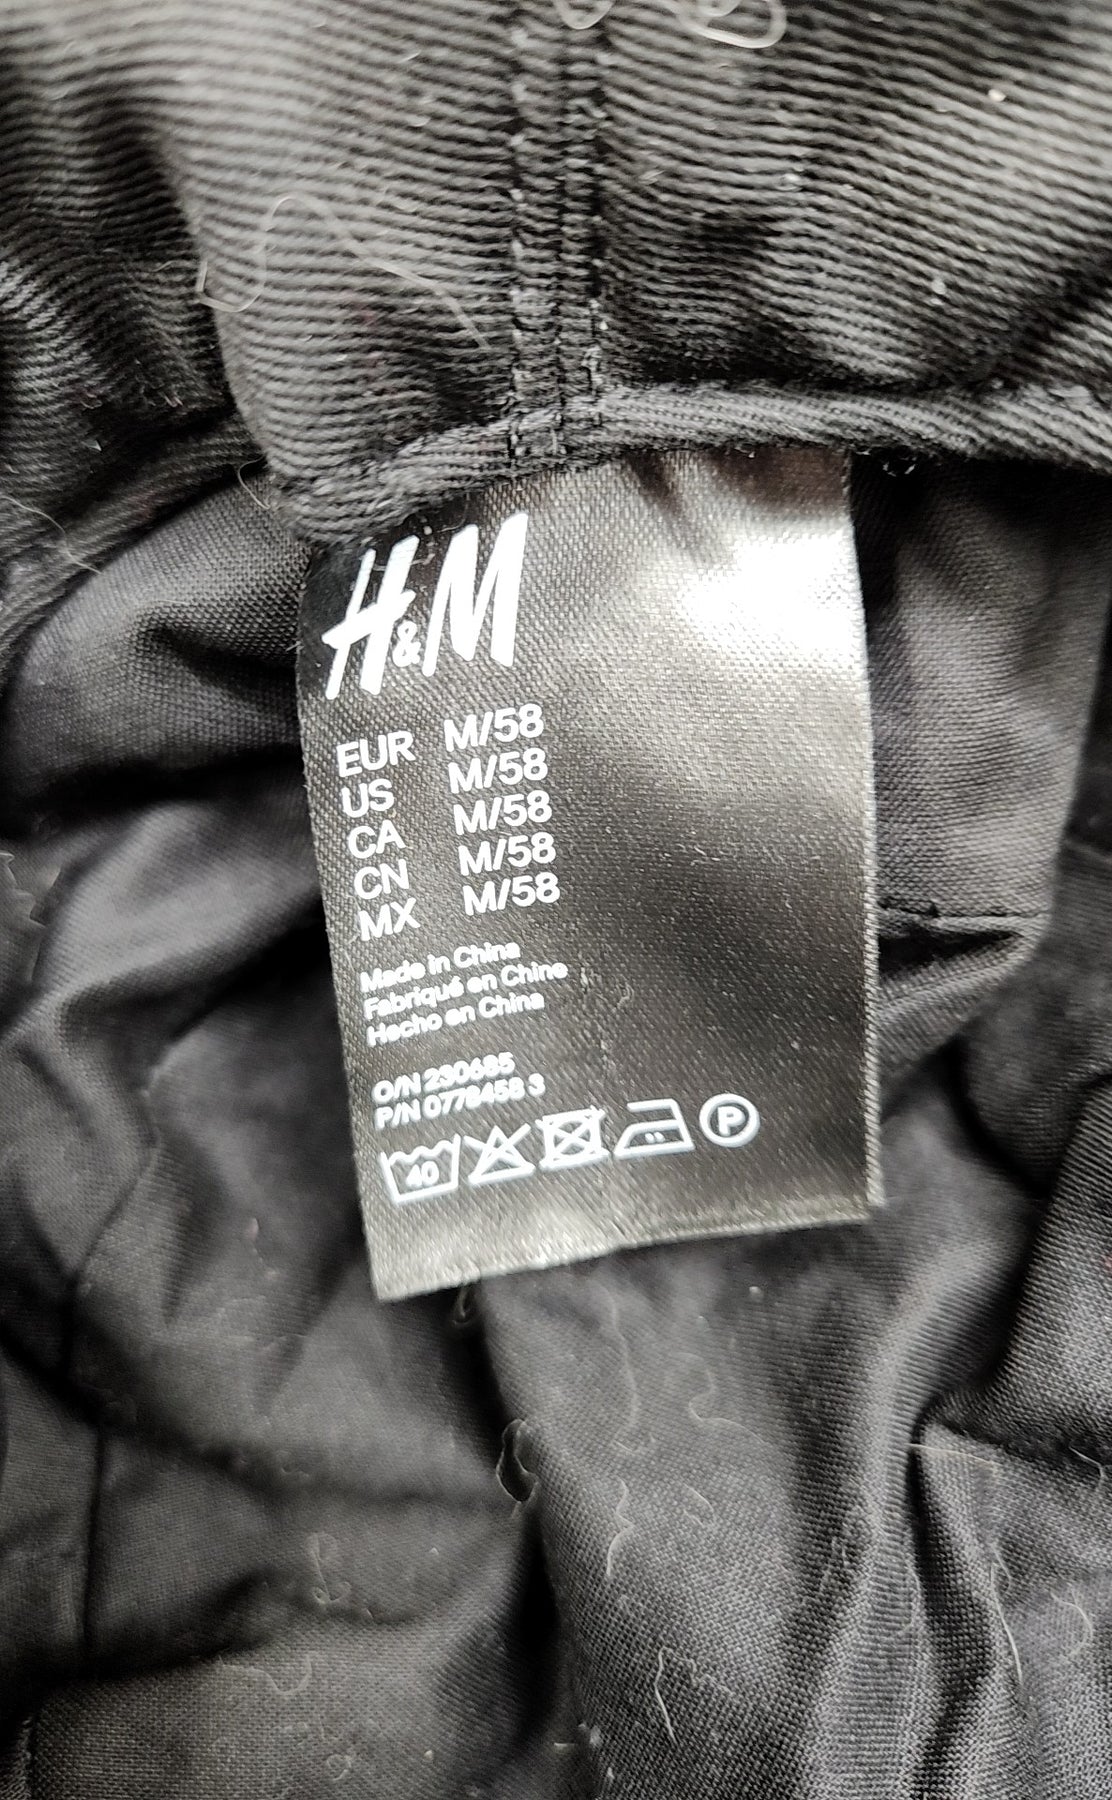 H&M
EUR M/58
US M/58
CA M/58
CN M/58
MX M/58
Made in China
Fabriqué en Chine
Hecho en China
O/N 230685
P/N 0778458 3
40
P